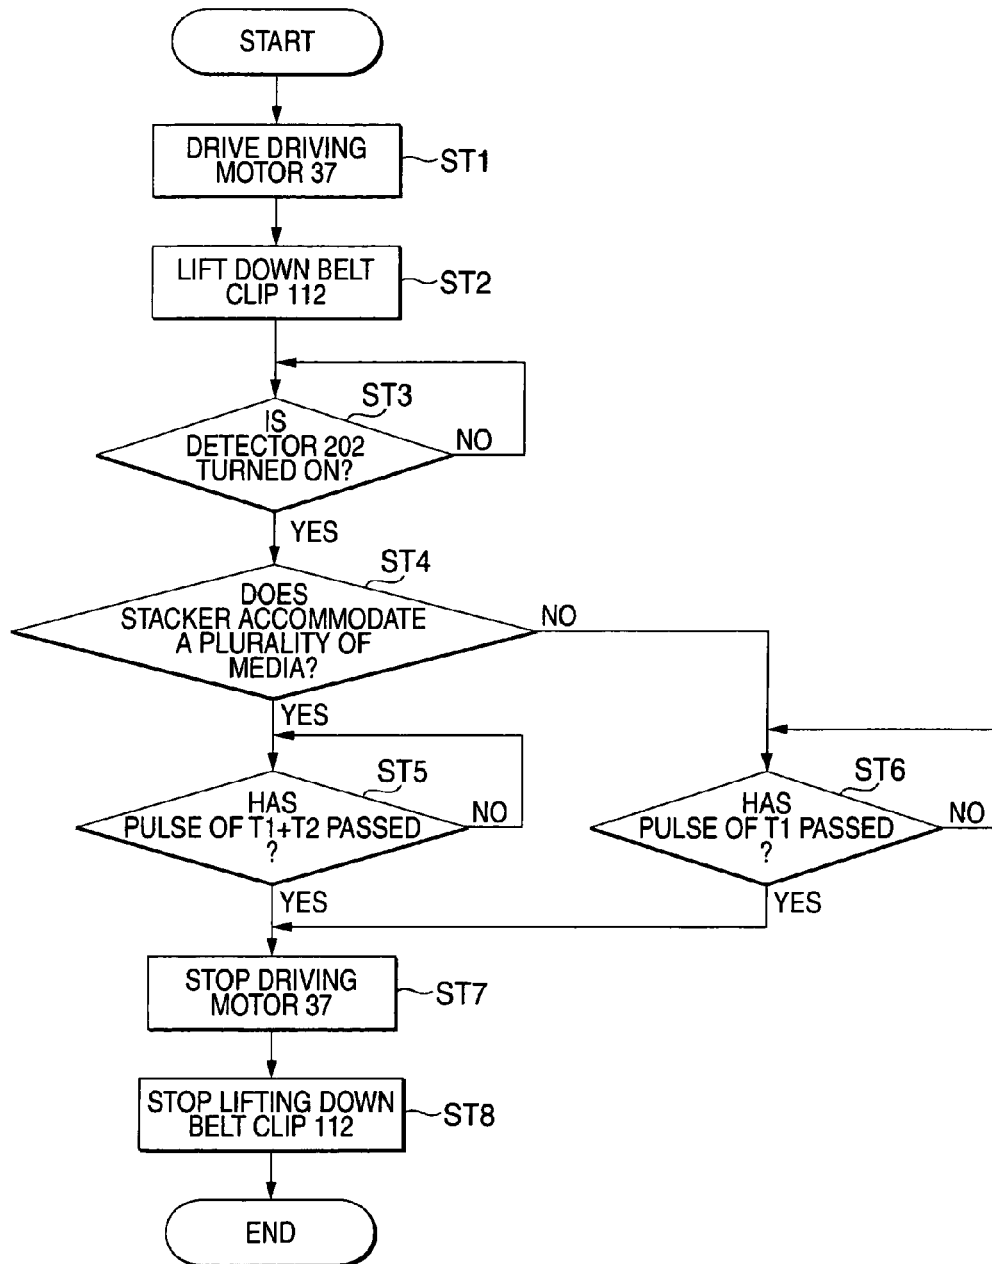 START
DRIVE DRIVING
MOTOR 37
ST1
LIFT DOWN BELT
CLIP 112
ST2
ST3
IS
DETECTOR 202
TURNED ON?
NO
YES
ST4
DOES
STACKER ACCOMMODATE
A PLURALITY OF
MEDIA?
NO
YES
ST5
HAS
PULSE OF T1+T2 PASSED
?
NO
YES
ST6
HAS
PULSE OF T1 PASSED
?
NO
YES
STOP DRIVING
MOTOR 37
ST7
STOP LIFTING DOWN
BELT CLIP 112
ST8
END